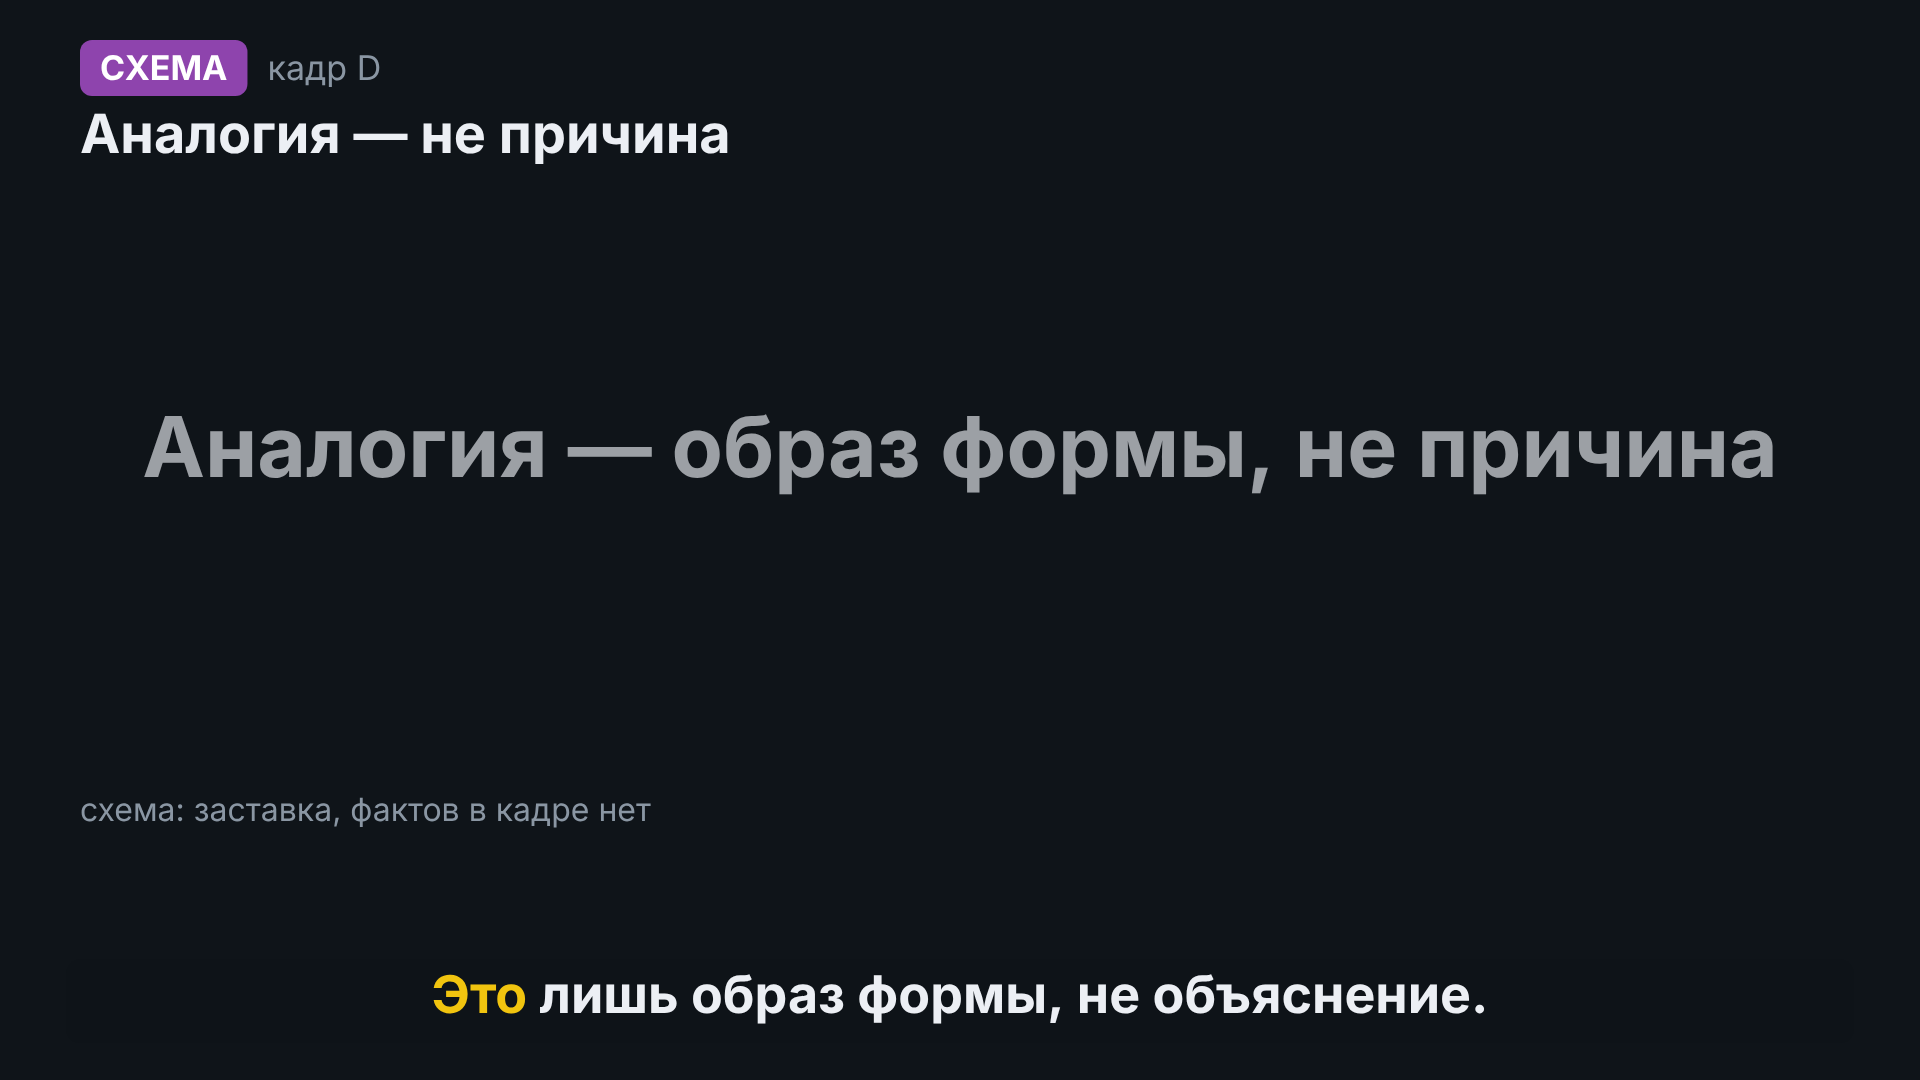 СХЕМА кадр D
Аналогия — не причина
Аналогия — образ формы, не причина
схема: заставка, фактов в кадре нет
Это лишь образ формы, не объяснение.